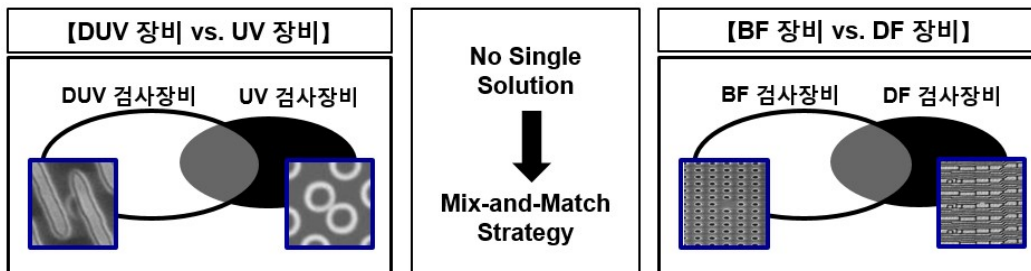 【DUV 장비 vs. UV 장비】
DUV 검사장비
UV 검사장비
No Single
Solution
Mix-and-Match
Strategy
【BF 장비 vs. DF 장비】
BF 검사장비
DF 검사장비